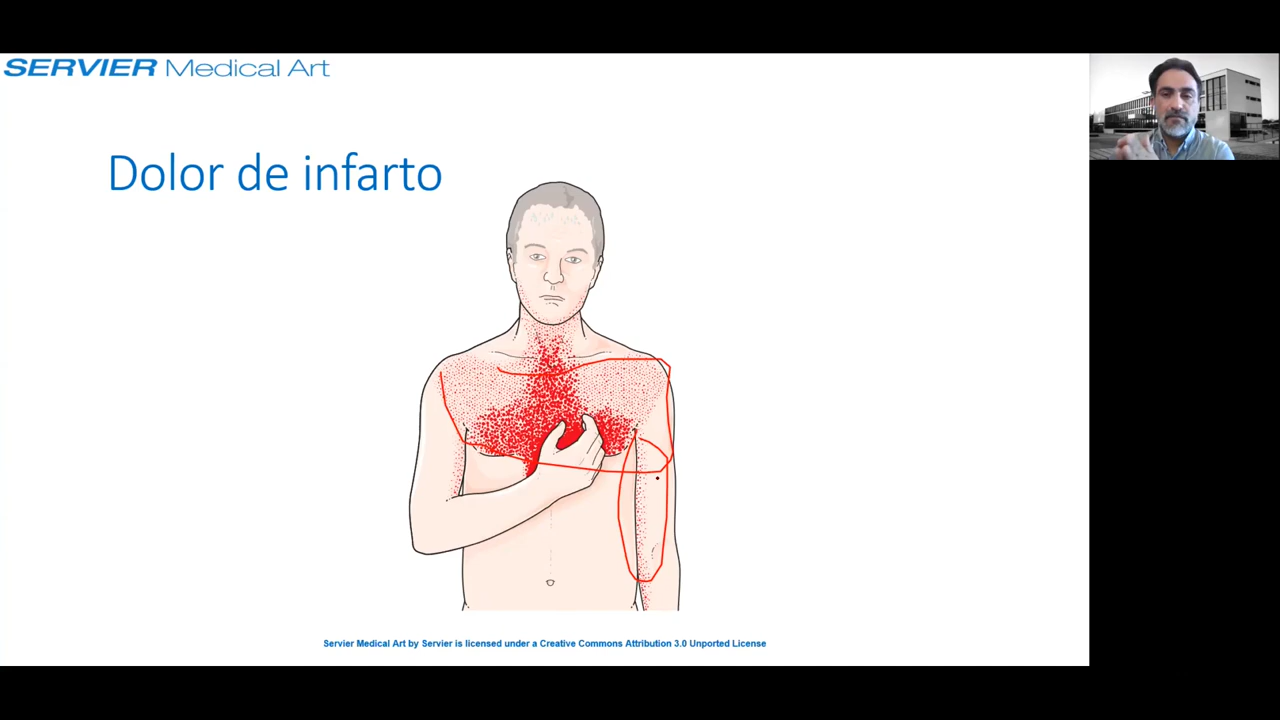 SERVIER Medical Art
Dolor de infarto
Servier Medical Art by Servier is licensed under a Creative Commons Attribution 3.0 Unported License